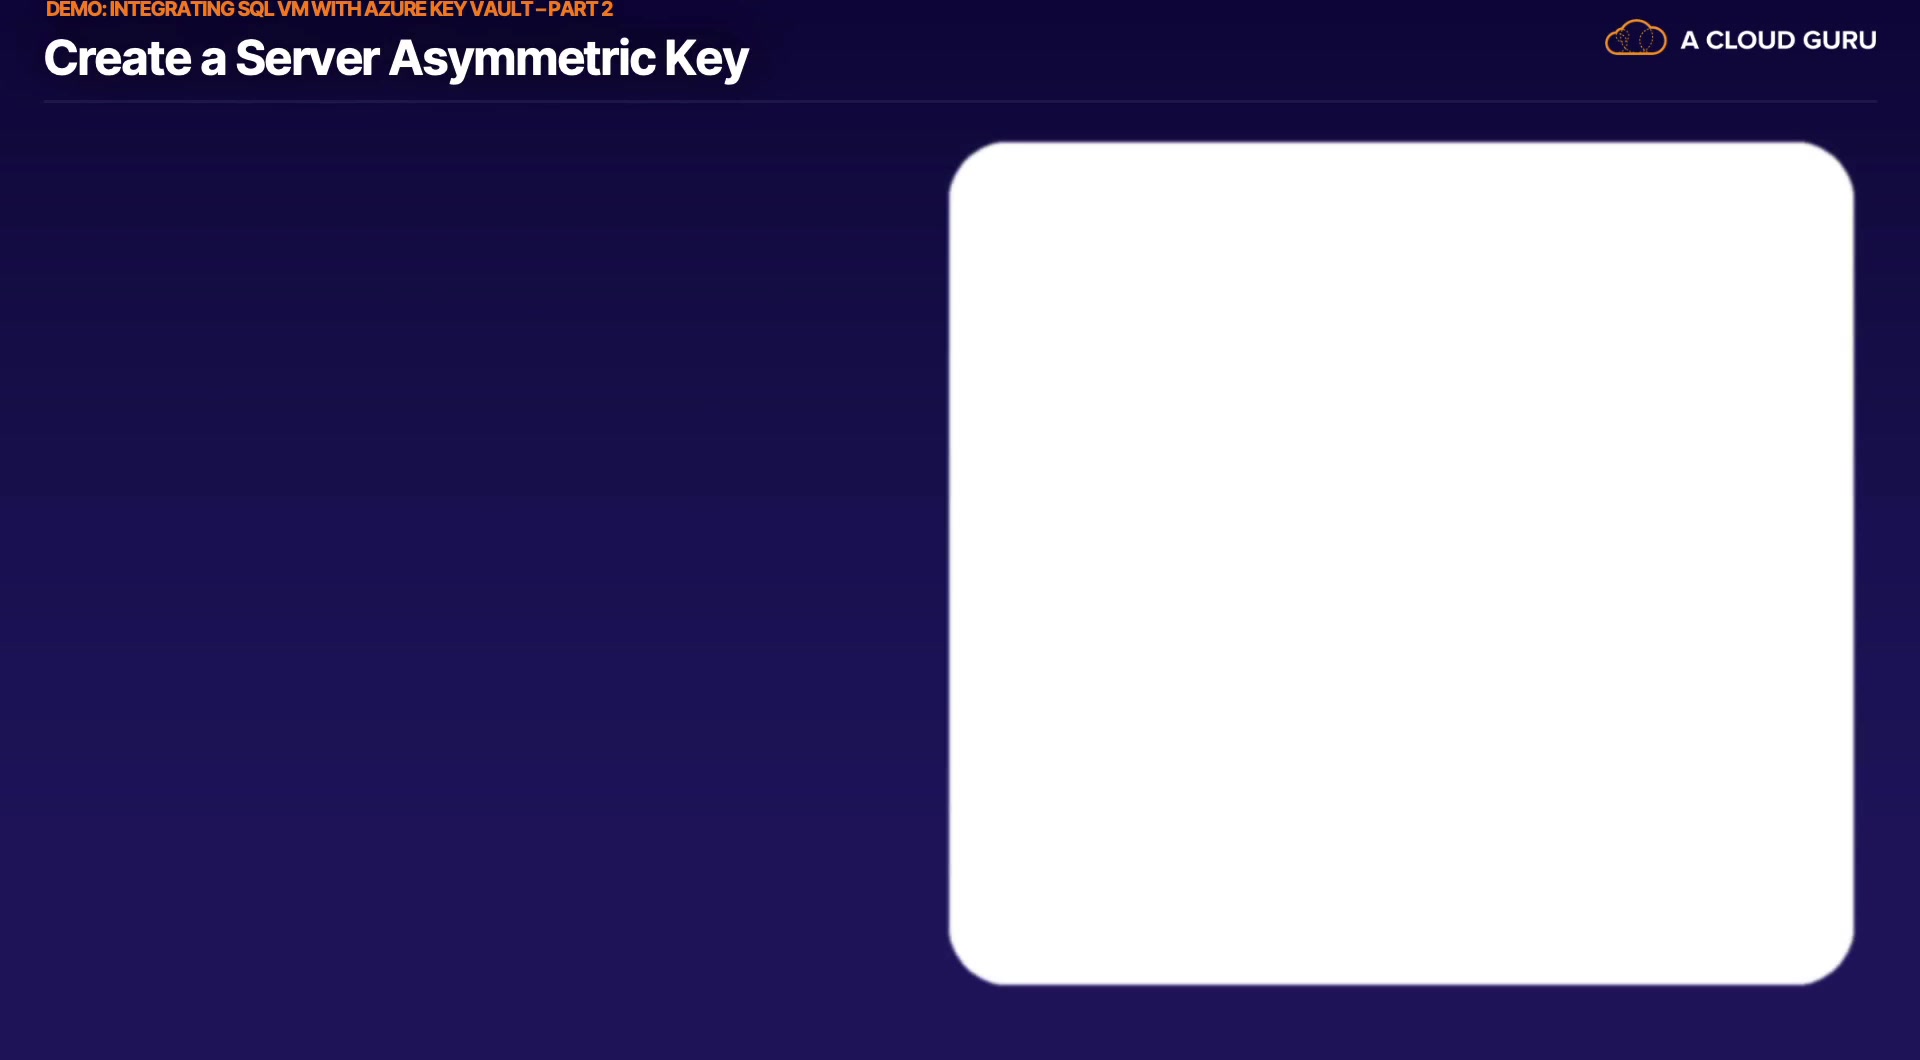 DEMO: INTEGRATING SQL VM WITH AZURE KEY VAULT – PART 2
Create a Server Asymmetric Key
A CLOUD GURU